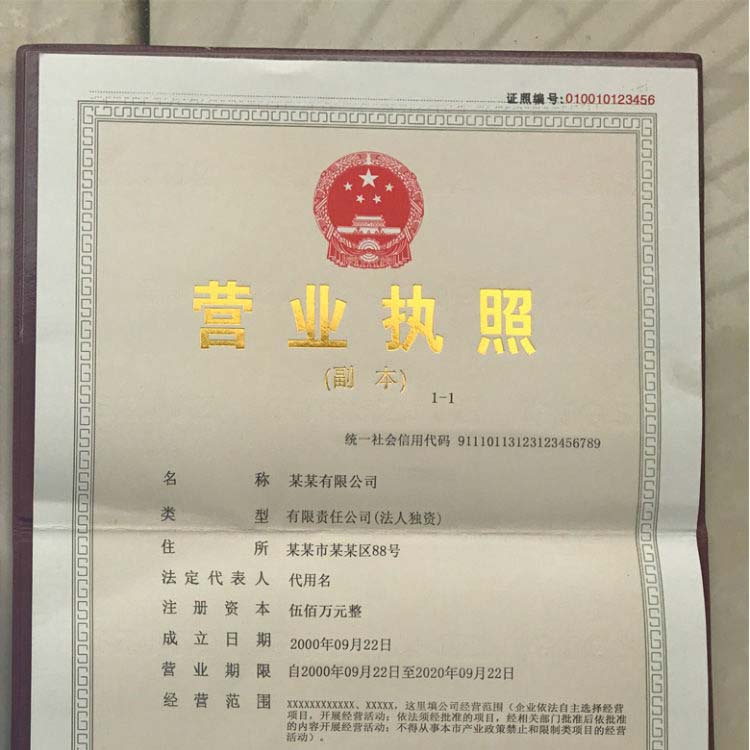 证照编号:010010123456
营业执照
(副 本)
1-1
统一社会信用代码 91110113123123456789
名 称 某某有限公司
类 型 有限责任公司(法人独资)
住 所 某某市某某区88号
法定代表人 代用名
注册资本 伍佰万元整
成立日期 2000年09月22日
营业期限 自2000年09月22日至2020年09月22日
经营范围 XXXXXXXXXXXX、XXXXX, 这里填公司经营范围（企业依法自主选择经营
项目，开展经营活动；依法须经批准的项目，经相关部门批准后依批准
的内容开展经营活动；不得从事本市产业政策禁止和限制类项目的经营
活动）。